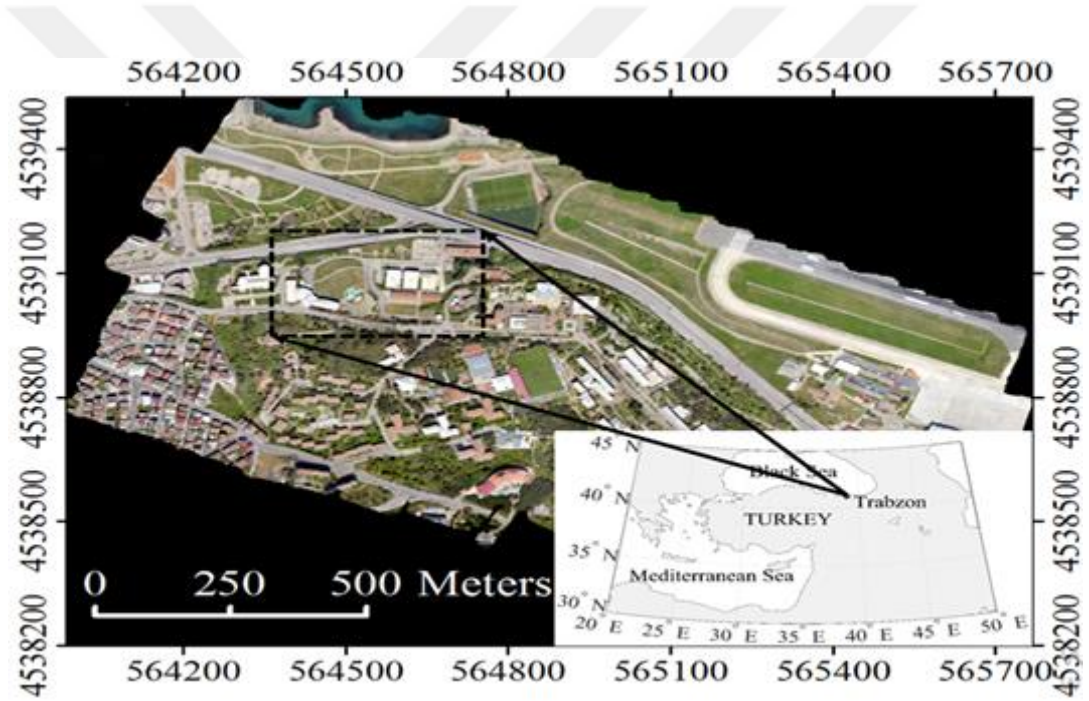 564200 564500 564800 565100 565400 565700
4539400 4539400
4539100 4539100
4538800 4538800
4538500 4538500
4538200 4538200
45° N
Black Sea
40° N
Trabzon
TURKEY
35° N
Mediterranean Sea
30° N
20° E 25° E 30° E 35° E 40° E 45° E 50° E
0 250 500 Meters
564200 564500 564800 565100 565400 565700